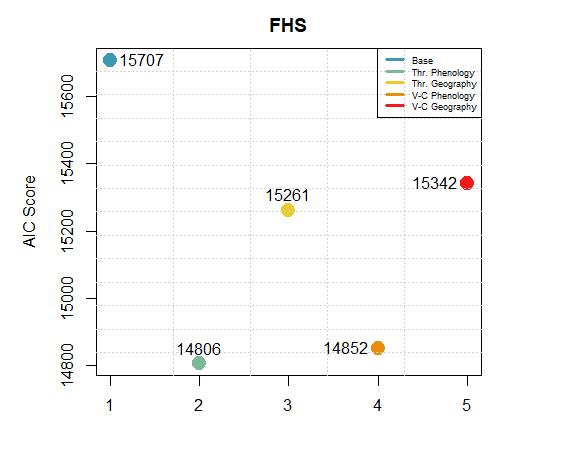 FHS
Base
Thr. Phenology
Thr. Geography
V-C Phenology
V-C Geography
15707
15342
15261
14852
14806
AIC Score
15600
15400
15200
15000
14800
1 2 3 4 5